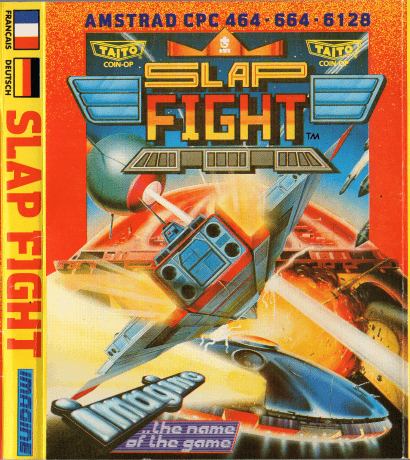 FRANÇAIS
DEUTSCH
SLAP FIGHT
imagine
AMSTRAD CPC 464·664·6128
TAITO
COIN-OP
TAITO
COIN-OP
SLAP
FIGHT
TM
imagine
...the name
of the game